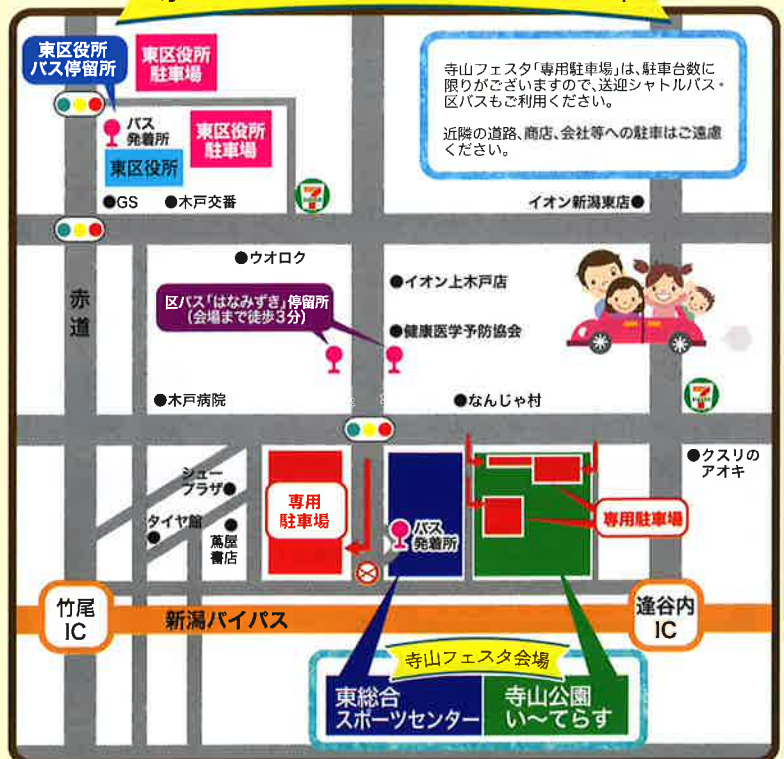 東区役所
バス停留所
東区役所
駐車場
寺山フェスタ「専用駐車場」は、駐車台数に
限りがございますので、送迎シャトルバス・
区バスもご利用ください。
近隣の道路、商店、会社等への駐車はご遠慮
ください。
バス
発着所
東区役所
駐車場
東区役所
●GS
●木戸交番
7
イオン新潟東店●
●ウオロク
●イオン上木戸店
赤道
区バス「はなみずき」停留所
(会場まで徒歩3分)
●健康医学予防協会
●木戸病院
●なんじゃ村
7
●クスリの
アオキ
シュー
プラザ●
専用
駐車場
タイヤ館
●
●
蔦屋
書店
バス
発着所
専用駐車場
竹尾
IC
新潟バイパス
逢谷内
IC
寺山フェスタ会場
東総合
スポーツセンター
寺山公園
い〜てらす